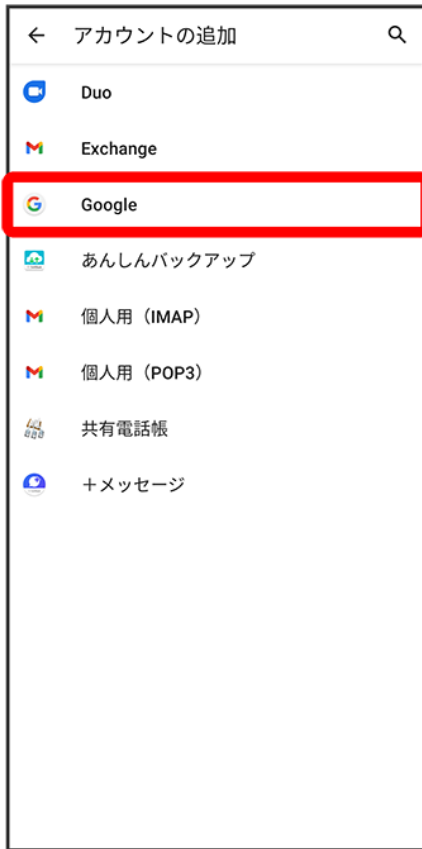 アカウントの追加
Duo
Exchange
Google
あんしんバックアップ
個人用（IMAP）
個人用（POP3）
共有電話帳
＋メッセージ